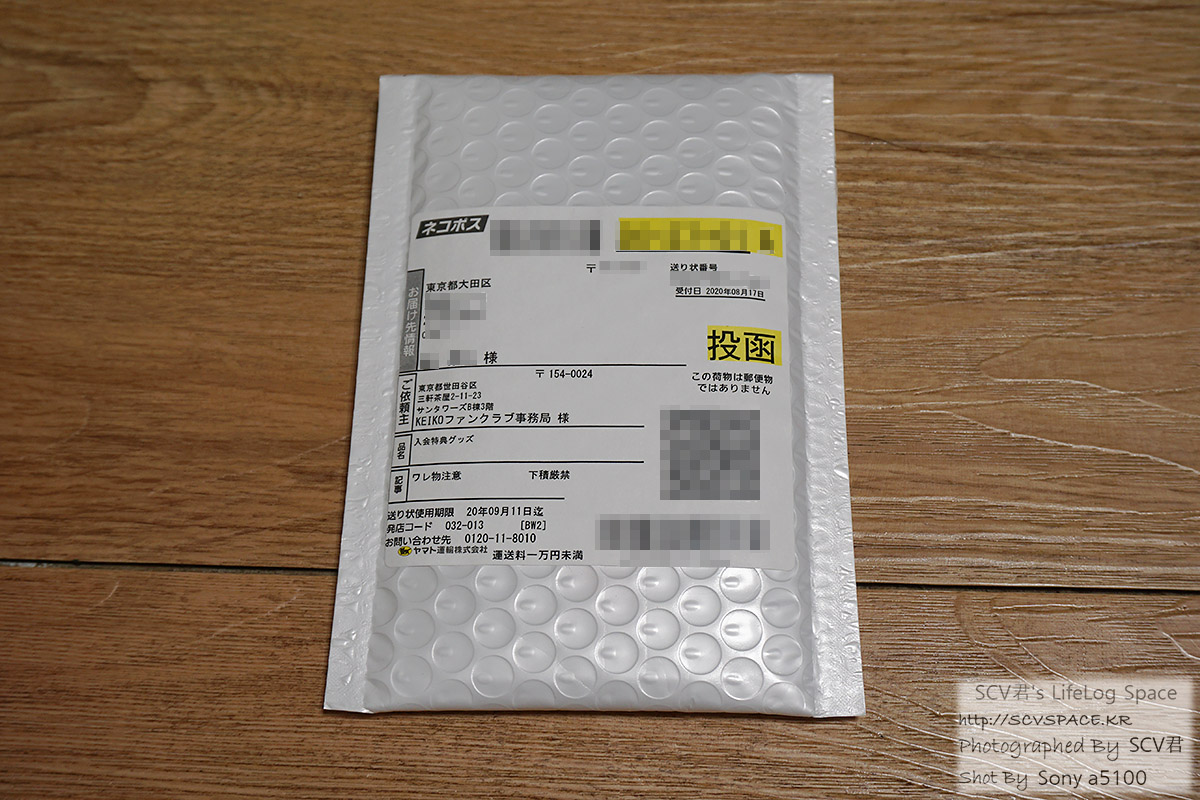 ネコポス
〒
送り状番号
受付日 2020年08月17日
お届け先情報
東京都大田区
様
投函
この荷物は郵便物
ではありません
〒 154-0024
ご依頼主
東京都世田谷区
三軒茶屋2-11-23
サンタワーズB棟3階
KEIKOファンクラブ事務局 様
品名
入会特典グッズ
記事
ワレ物注意 下積厳禁
送り状使用期限 20年09月11日迄
発店コード 032-013 [BW2]
お問い合わせ先 0120-11-8010
ヤマト運輸株式会社 運送料一万円未満
SCV君's LifeLog Space
http://SCVSPACE.KR
Photographed By SCV君
Shot By Sony a5100